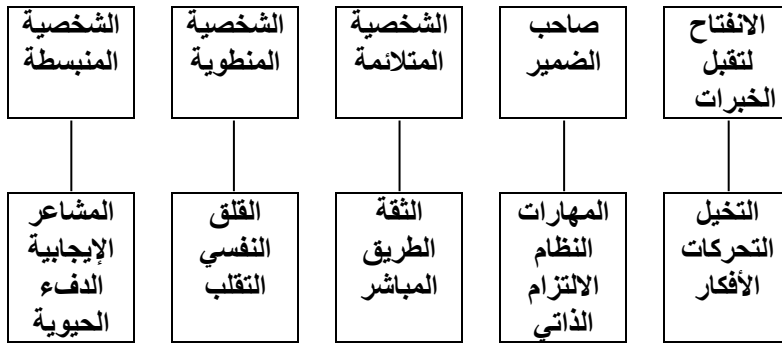 الانفتاح
لتقبل
الخبرات
صاحب
الضمير
الشخصية
المتلائمة
الشخصية
المنطوية
الشخصية
المنبسطة
التخيل
التحركات
الأفكار
المهارات
النظام
الالتزام
الذاتي
الثقة
الطريق
المباشر
القلق
النفسي
التقلب
المشاعر
الإيجابية
الدفء
الحيوية